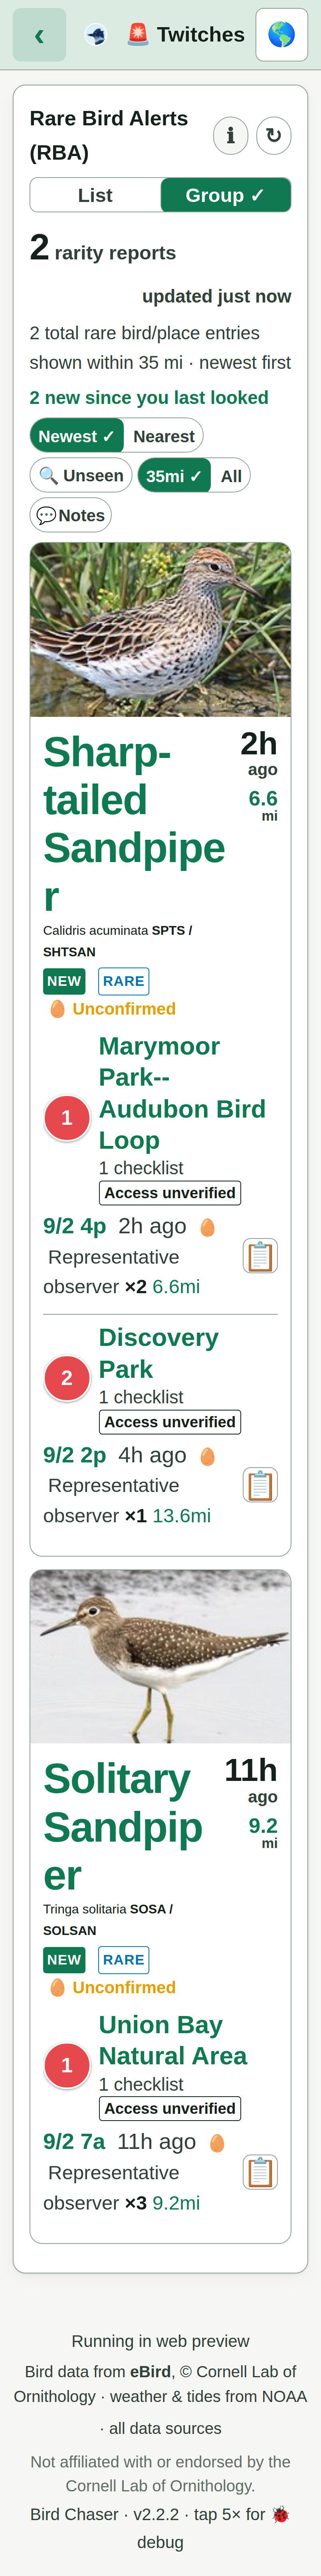 ‹ 🚨 Twitches 🌎
Rare Bird Alerts
(RBA)
ℹ ↻
List Group ✓
2 rarity reports
updated just now
2 total rare bird/place entries
shown within 35 mi · newest first
2 new since you last looked
Newest ✓ Nearest
🔍 Unseen 35mi ✓ All
💬 Notes
Sharp-
tailed
Sandpipe
r
2h
ago
6.6
mi
Calidris acuminata SPTS /
SHTSAN
NEW RARE
🥚 Unconfirmed
1
Marymoor
Park--
Audubon Bird
Loop
1 checklist
Access unverified
9/2 4p 2h ago 🥚
Representative
observer ×2 6.6mi
📋
2
Discovery
Park
1 checklist
Access unverified
9/2 2p 4h ago 🥚
Representative
observer ×1 13.6mi
📋
Solitary
Sandpip
er
11h
ago
9.2
mi
Tringa solitaria SOSA /
SOLSAN
NEW RARE
🥚 Unconfirmed
1
Union Bay
Natural Area
1 checklist
Access unverified
9/2 7a 11h ago 🥚
Representative
observer ×3 9.2mi
📋
Running in web preview
Bird data from eBird, © Cornell Lab of
Ornithology · weather & tides from NOAA
· all data sources
Not affiliated with or endorsed by the
Cornell Lab of Ornithology.
Bird Chaser · v2.2.2 · tap 5× for 🐞
debug